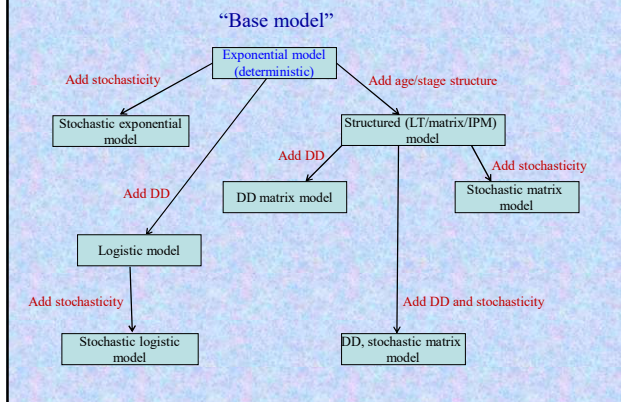 “Base model”
Exponential model
(deterministic)
Add stochasticity
Add age/stage structure
Stochastic exponential
model
Structured (LT/matrix/IPM)
model
Add DD
Add stochasticity
Add DD
DD matrix model
Stochastic matrix
model
Logistic model
Add stochasticity
Add DD and stochasticity
Stochastic logistic
model
DD, stochastic matrix
model